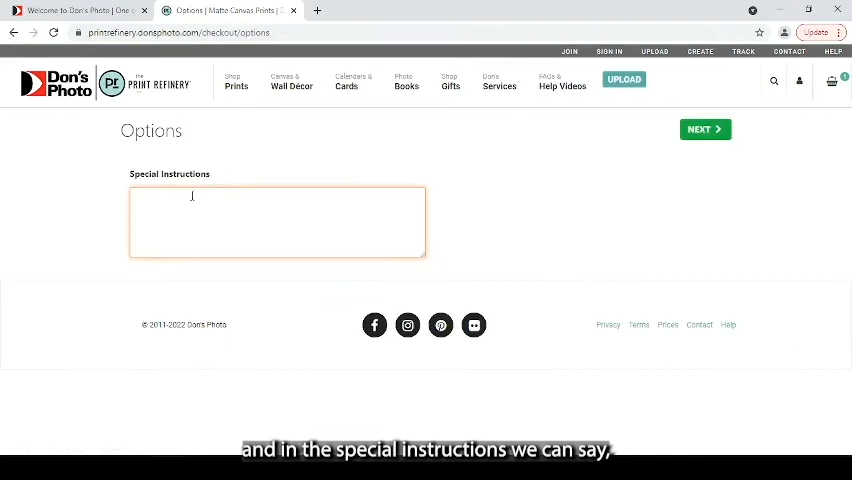 Welcome to Don's Photo | One c
Options | Matte Canvas Prints | D
printrefinery.donsphoto.com/checkout/options
Update
JOIN SIGN IN UPLOAD CREATE TRACK CONTACT HELP
Don's Photo
pr. the PRINT REFINERY
Shop Prints
Canvas & Wall Décor
Calendars & Cards
Photo Books
Shop Gifts
Don's Services
FAQs & Help Videos
UPLOAD
1
Options
NEXT
Special Instructions
© 2011-2022 Don's Photo
Privacy Terms Prices Contact Help
and in the special instructions we can say,